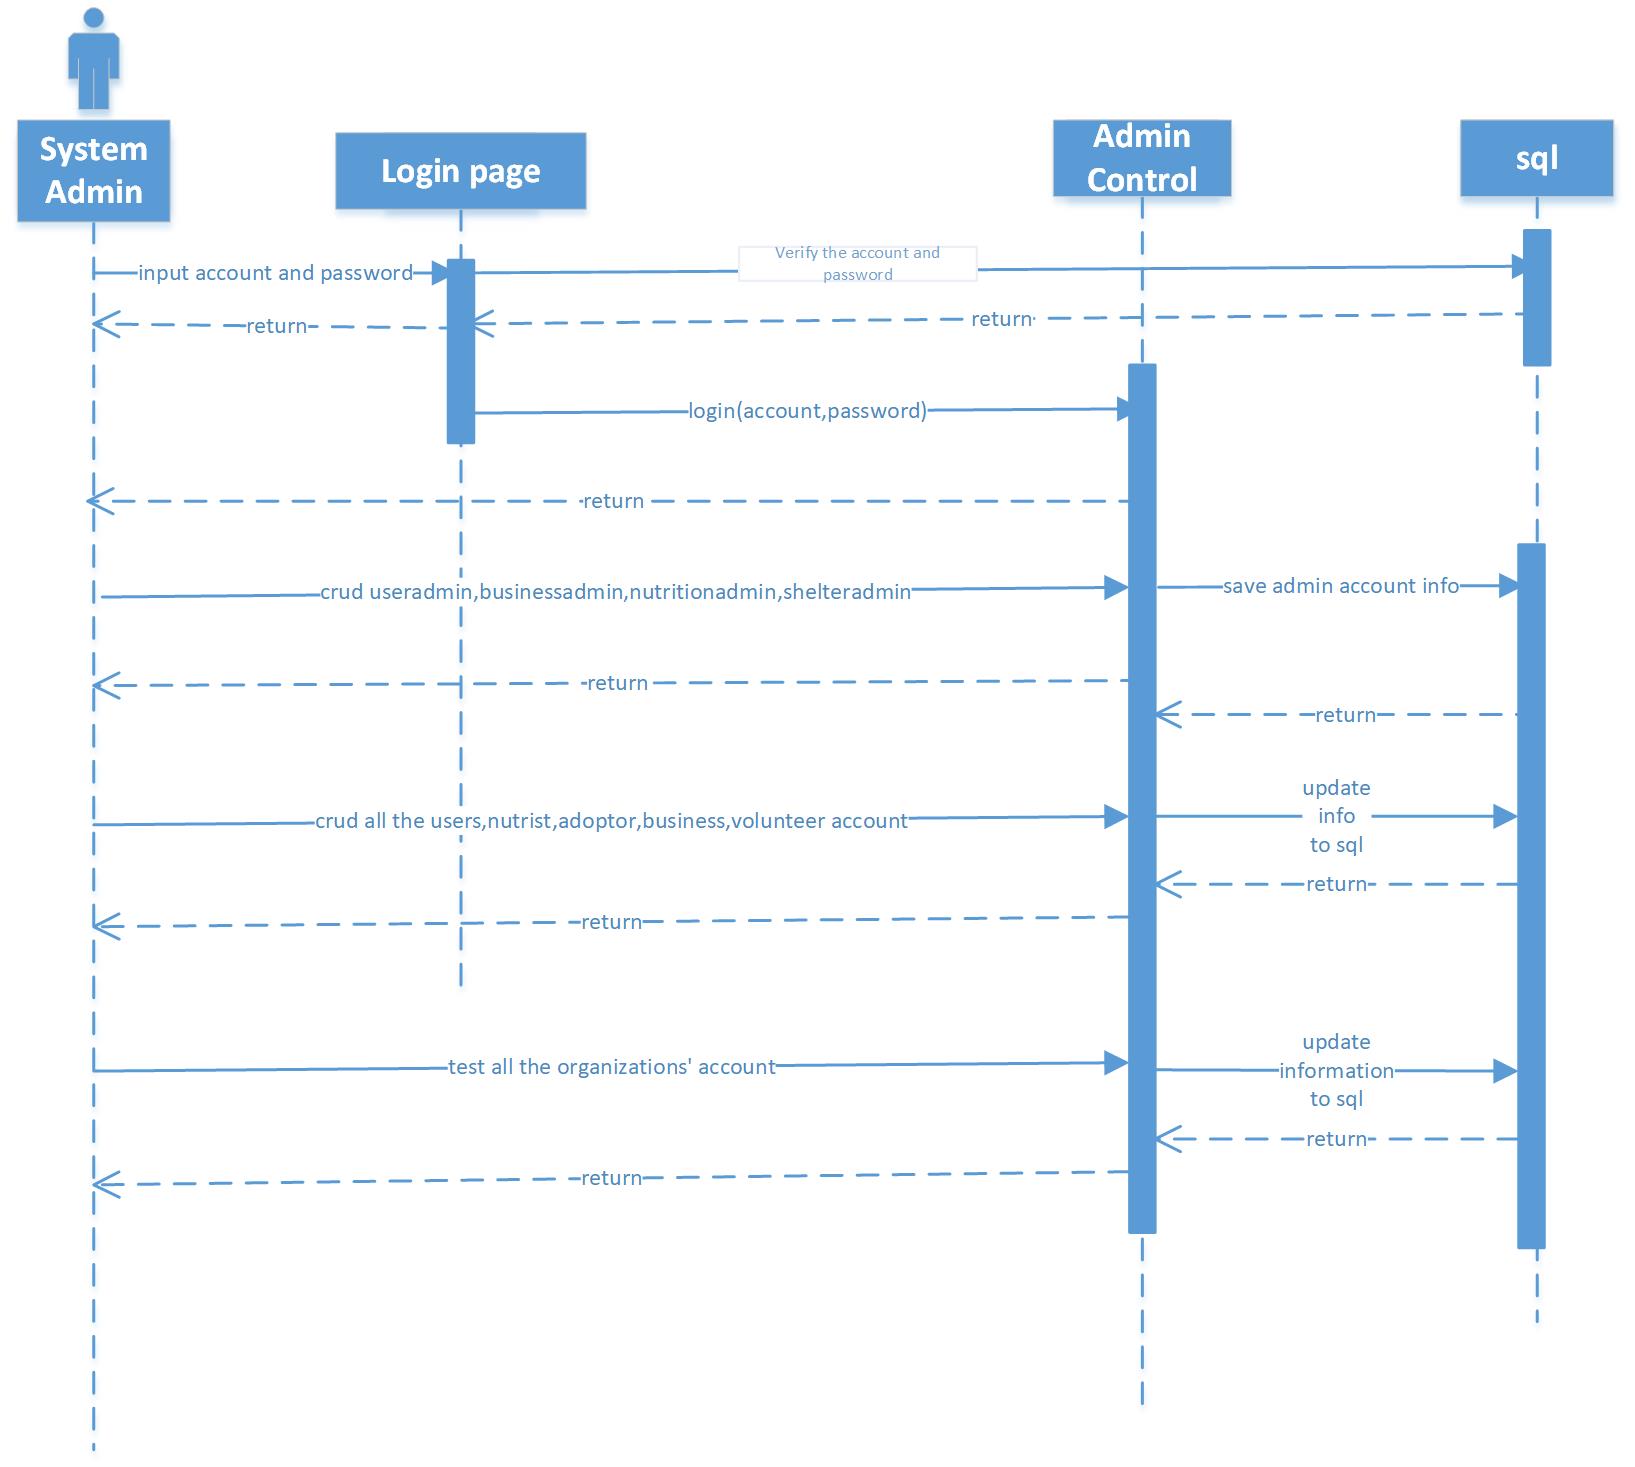 System
Admin
Login page
Admin
Control
sql
input account and password
Verify the account and
password
return
return
login(account,password)
return
crud useradmin,businessadmin,nutritionadmin,shelteradmin
save admin account info
return
return
update
info
to sql
crud all the users,nutrist,adoptor,business,volunteer account
return
return
update
information
to sql
test all the organizations' account
return
return